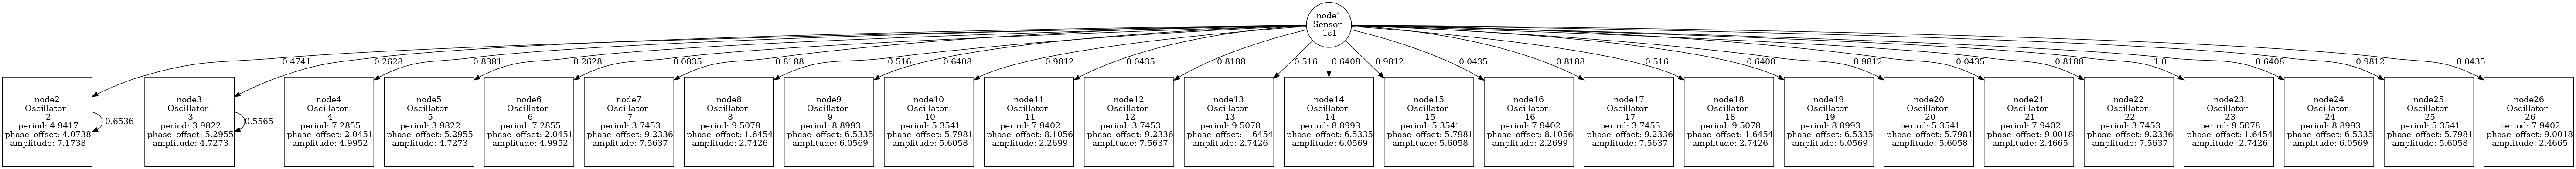 node1
Sensor
1s1
-0.4741
-0.2628
-0.8381
-0.2628
0.0835
-0.8188
0.516
-0.6408
-0.9812
-0.0435
-0.8188
0.516
-0.6408
-0.9812
-0.0435
-0.8188
0.516
-0.6408
-0.9812
-0.0435
-0.8188
1.0
-0.6408
-0.9812
-0.0435
node2
Oscillator
2
period: 4.9417
phase_offset: 4.0738
amplitude: 7.1738
-0.6536
node3
Oscillator
3
period: 3.9822
phase_offset: 5.2955
amplitude: 4.7273
0.5565
node4
Oscillator
4
period: 7.2855
phase_offset: 2.0451
amplitude: 4.9952
node5
Oscillator
5
period: 3.9822
phase_offset: 5.2955
amplitude: 4.7273
node6
Oscillator
6
period: 7.2855
phase_offset: 2.0451
amplitude: 4.9952
node7
Oscillator
7
period: 3.7453
phase_offset: 9.2336
amplitude: 7.5637
node8
Oscillator
8
period: 9.5078
phase_offset: 1.6454
amplitude: 2.7426
node9
Oscillator
9
period: 8.8993
phase_offset: 6.5335
amplitude: 6.0569
node10
Oscillator
10
period: 5.3541
phase_offset: 5.7981
amplitude: 5.6058
node11
Oscillator
11
period: 7.9402
phase_offset: 8.1056
amplitude: 2.2699
node12
Oscillator
12
period: 3.7453
phase_offset: 9.2336
amplitude: 7.5637
node13
Oscillator
13
period: 9.5078
phase_offset: 1.6454
amplitude: 2.7426
node14
Oscillator
14
period: 8.8993
phase_offset: 6.5335
amplitude: 6.0569
node15
Oscillator
15
period: 5.3541
phase_offset: 5.7981
amplitude: 5.6058
node16
Oscillator
16
period: 7.9402
phase_offset: 8.1056
amplitude: 2.2699
node17
Oscillator
17
period: 3.7453
phase_offset: 9.2336
amplitude: 7.5637
node18
Oscillator
18
period: 9.5078
phase_offset: 1.6454
amplitude: 2.7426
node19
Oscillator
19
period: 8.8993
phase_offset: 6.5335
amplitude: 6.0569
node20
Oscillator
20
period: 5.3541
phase_offset: 5.7981
amplitude: 5.6058
node21
Oscillator
21
period: 7.9402
phase_offset: 9.0018
amplitude: 2.4665
node22
Oscillator
22
period: 3.7453
phase_offset: 9.2336
amplitude: 7.5637
node23
Oscillator
23
period: 9.5078
phase_offset: 1.6454
amplitude: 2.7426
node24
Oscillator
24
period: 8.8993
phase_offset: 6.5335
amplitude: 6.0569
node25
Oscillator
25
period: 5.3541
phase_offset: 5.7981
amplitude: 5.6058
node26
Oscillator
26
period: 7.9402
phase_offset: 9.0018
amplitude: 2.4665